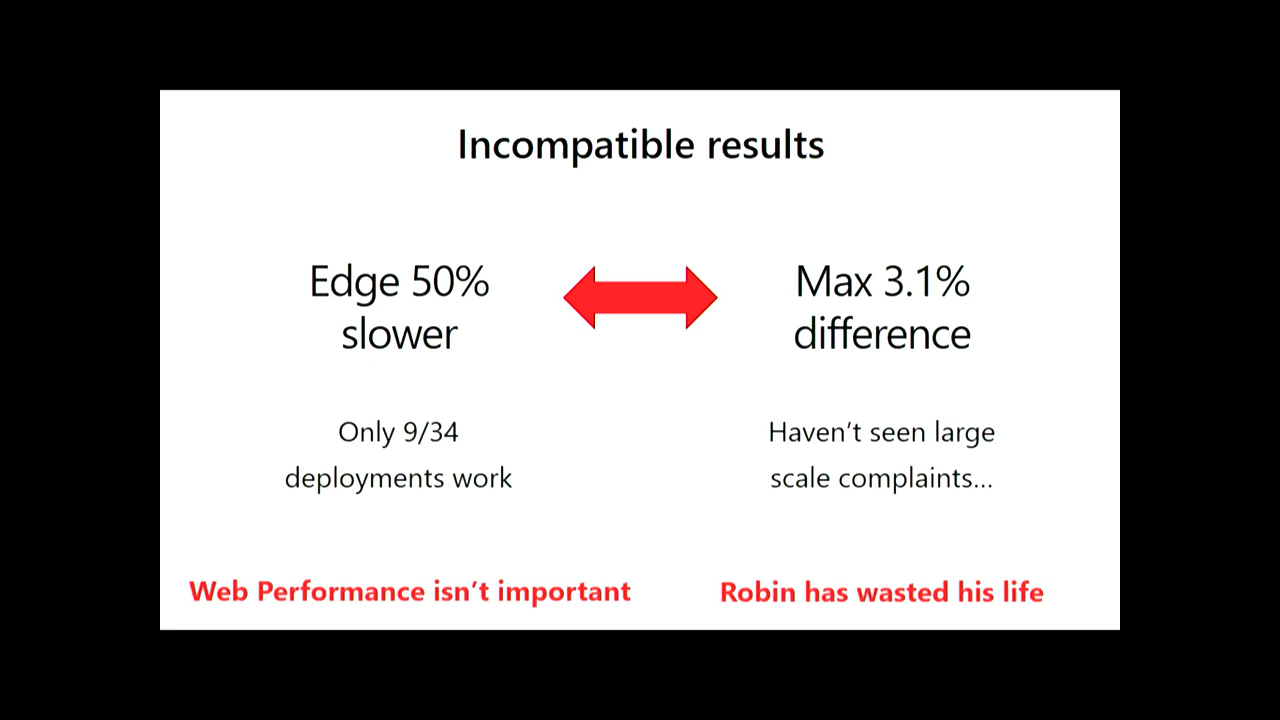 Incompatible results
Edge 50%
slower
Max 3.1%
difference
Only 9/34
deployments work
Haven't seen large
scale complaints...
Web Performance isn't important
Robin has wasted his life